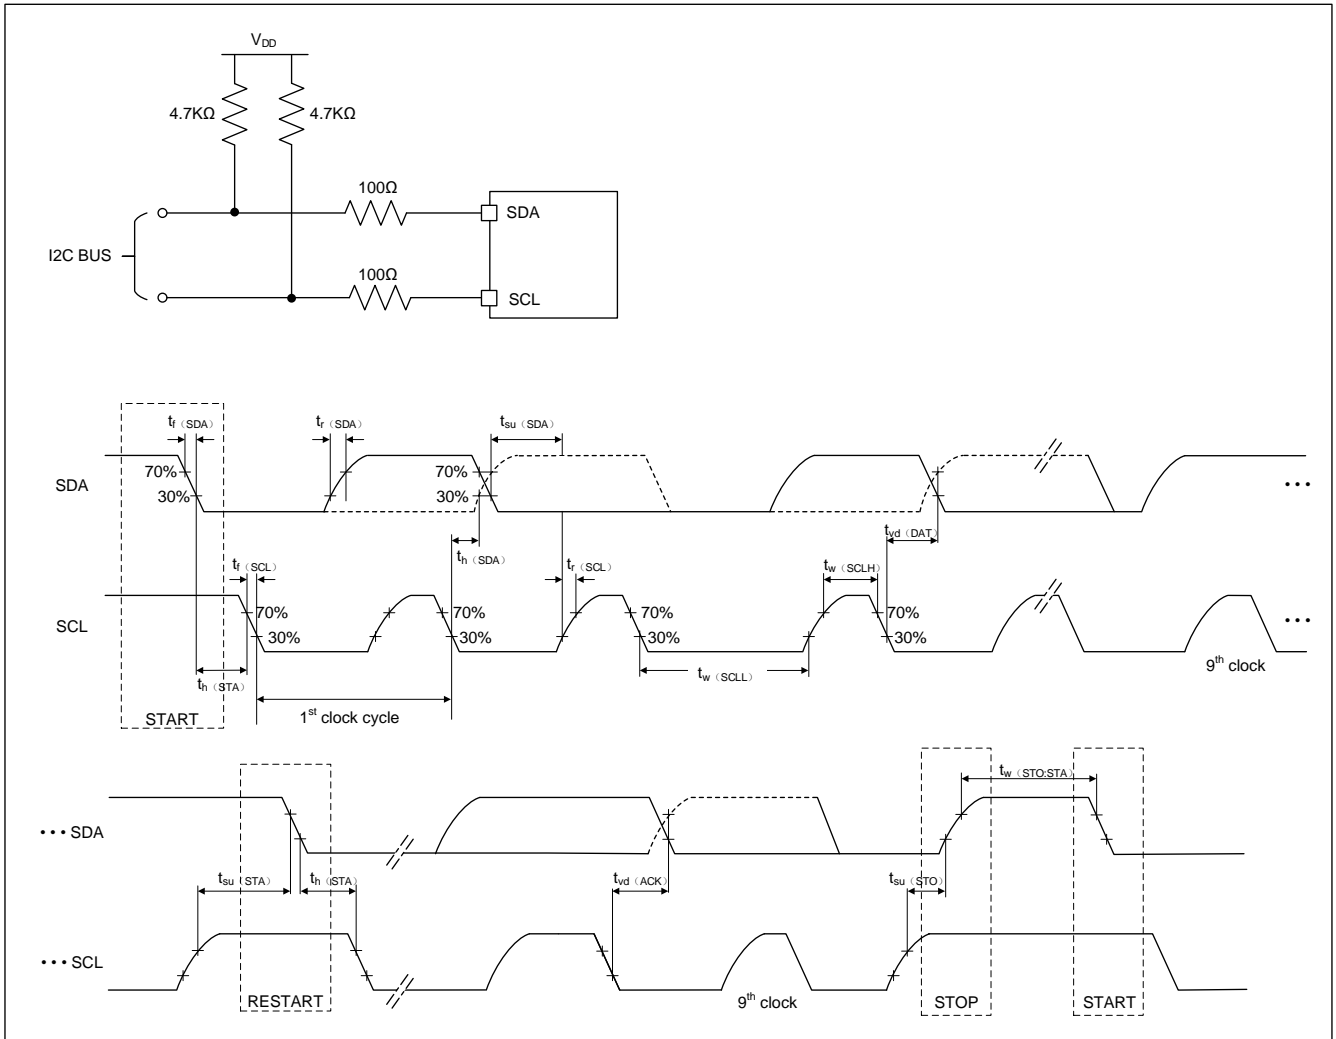 VDD
4.7KΩ 4.7KΩ
100Ω
SDA
I2C BUS
100Ω
SCL
tf（SDA） tr（SDA） tsu（SDA）
70% 70%
SDA 30% 30% •••
th（SDA） tvd（DAT）
tf（SCL） tr（SCL） tw（SCLH）
70% 70% 70% 70%
SCL 30% 30% 30% 30% •••
th（STA） tw（SCLL） 9th clock
START 1st clock cycle
tw（STO:STA）
•••SDA
tsu（STA） th（STA） tvd（ACK） tsu（STO）
•••SCL
RESTART 9th clock STOP START